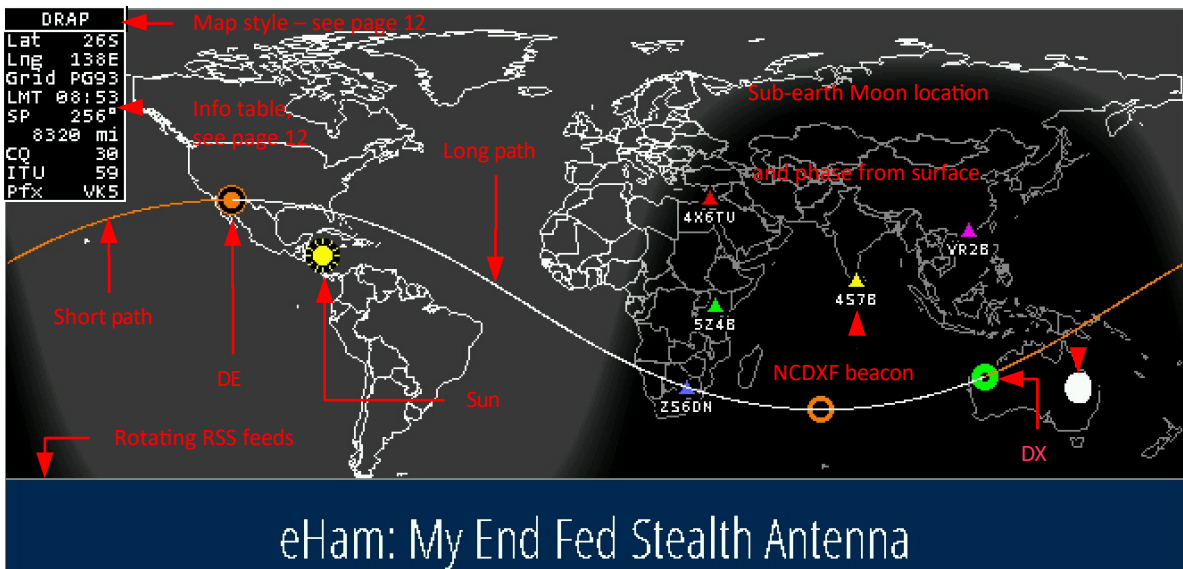 DRAP
Map style – see page 12
Lat 26S
Lng 138E
Grid PG93
LMT 08:53
SP 256°
8320 mi
CQ 30
ITU 59
Pfx VK5
Info table,
see page 12
Sub-earth Moon location
and phase from surface
Long path
4X6TU
VR2B
4S7B
5Z4B
Short path
DE
NCDXF beacon
ZS6DN
Sun
DX
Rotating RSS feeds
eHam: My End Fed Stealth Antenna